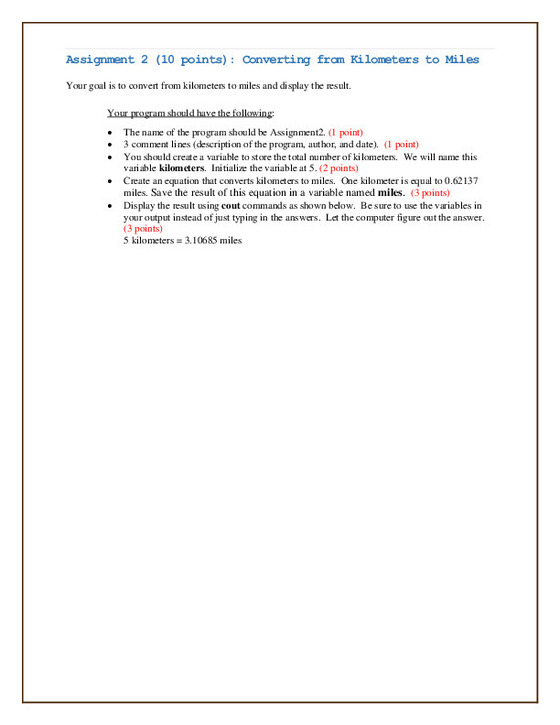 Assignment 2 (10 points): Converting from Kilometers to Miles
Your goal is to convert from kilometers to miles and display the result.
Your program should have the following:
• The name of the program should be Assignment2. (1 point)
• 3 comment lines (description of the program, author, and date). (1 point)
• You should create a variable to store the total number of kilometers. We will name this
variable kilometers. Initialize the variable at 5. (2 points)
• Create an equation that converts kilometers to miles. One kilometer is equal to 0.62137
miles. Save the result of this equation in a variable named miles. (3 points)
• Display the result using cout commands as shown below. Be sure to use the variables in
your output instead of just typing in the answers. Let the computer figure out the answer.
(3 points)
5 kilometers = 3.10685 miles